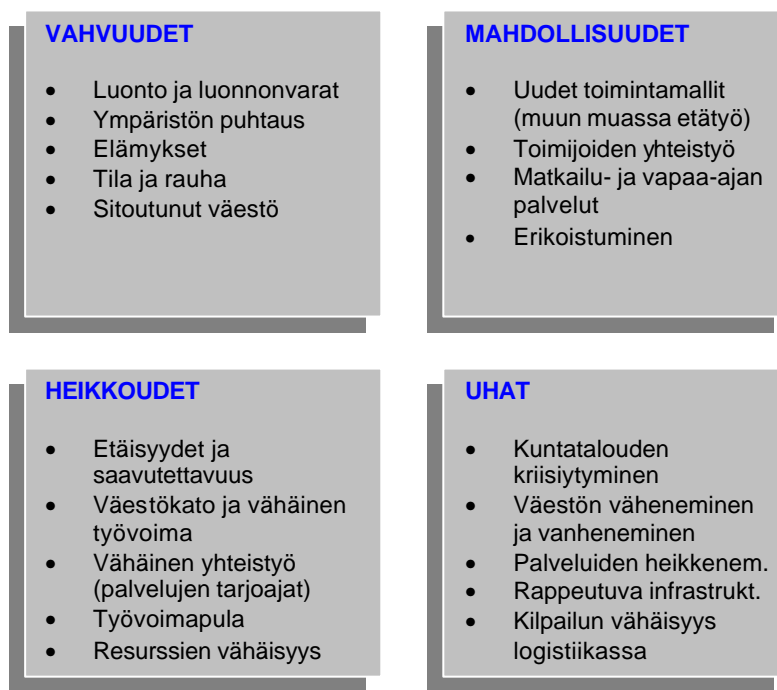 VAHVUUDET
• Luonto ja luonnonvarat
• Ympäristön puhtaus
• Elämykset
• Tila ja rauha
• Sitoutunut väestö
MAHDOLLISUUDET
• Uudet toimintamallit
(muun muassa etätyö)
• Toimijoiden yhteistyö
• Matkailu- ja vapaa-ajan
palvelut
• Erikoistuminen
HEIKKOUDET
• Etäisyydet ja
saavutettavuus
• Väestökato ja vähäinen
työvoima
• Vähäinen yhteistyö
(palvelujen tarjoajat)
• Työvoimapula
• Resurssien vähäisyys
UHAT
• Kuntatalouden
kriisiytyminen
• Väestön väheneminen
ja vanheneminen
• Palveluiden heikkenem.
• Rappeutuva infrastrukt.
• Kilpailun vähäisyys
logistiikassa